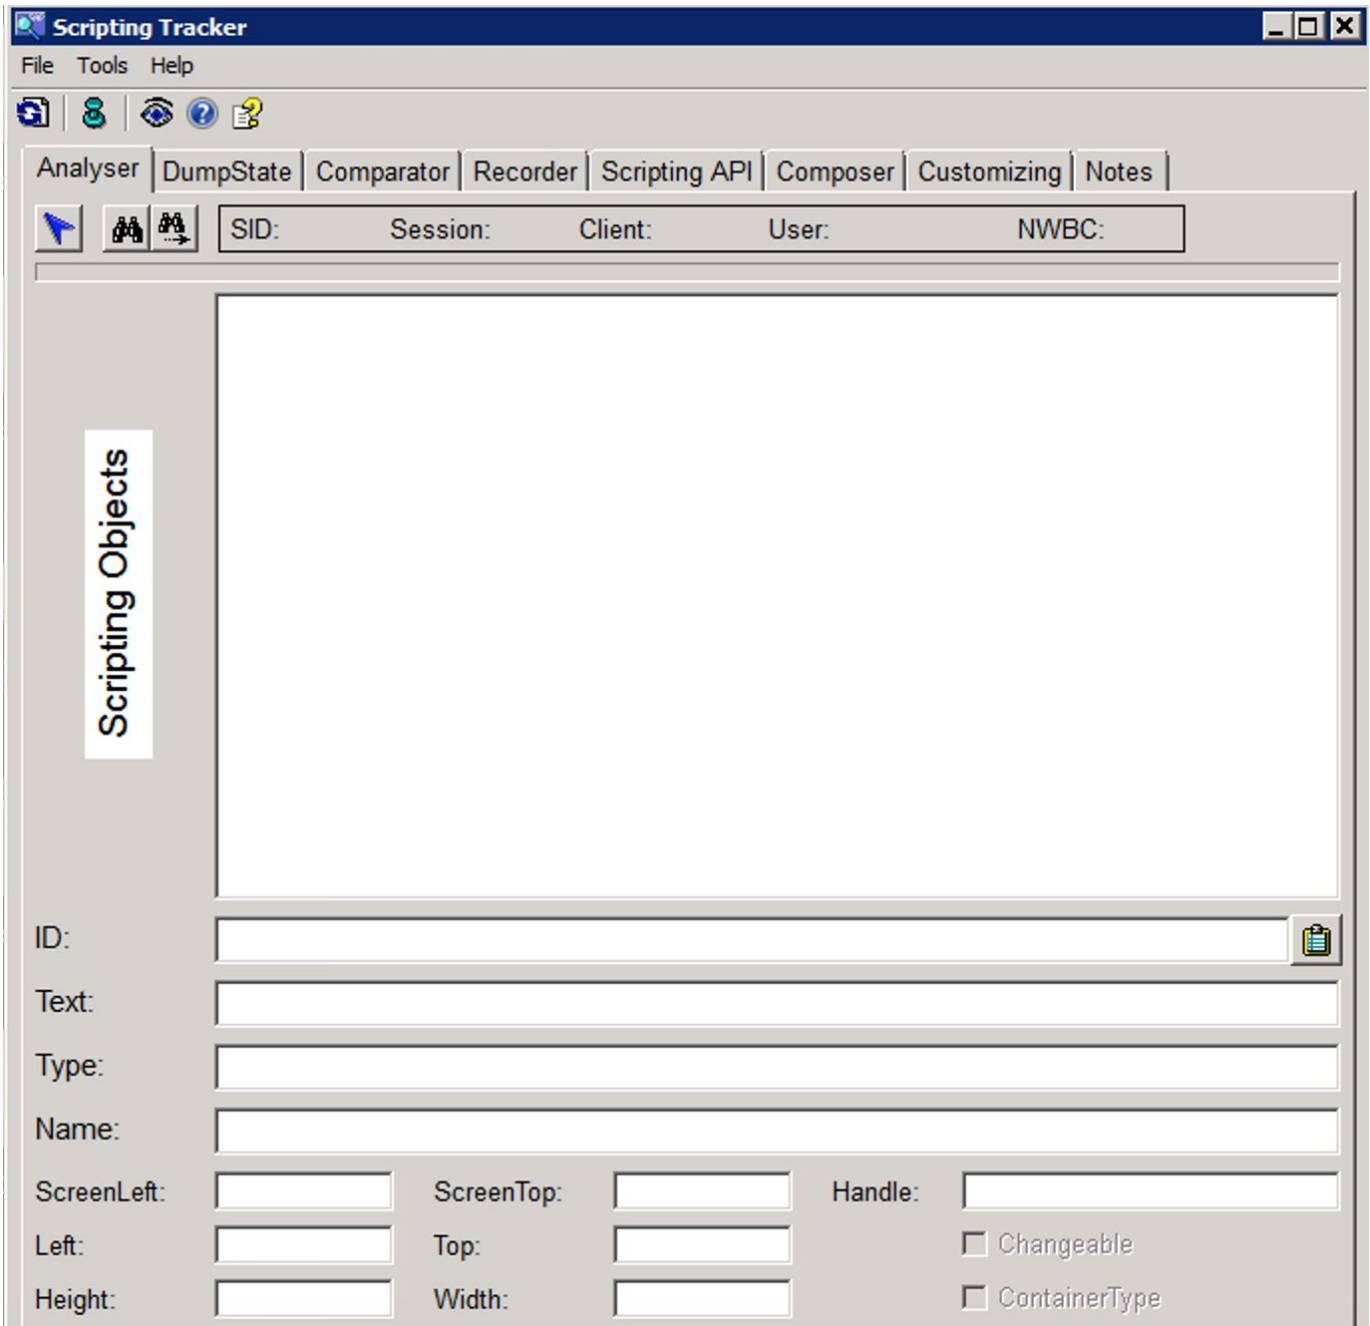 Scripting Tracker
File Tools Help
Analyser DumpState Comparator Recorder Scripting API Composer Customizing Notes
SID: Session: Client: User: NWBC:
Scripting Objects
ID:
Text:
Type:
Name:
ScreenLeft: ScreenTop: Handle:
Left: Top: Changeable
Height: Width: ContainerType